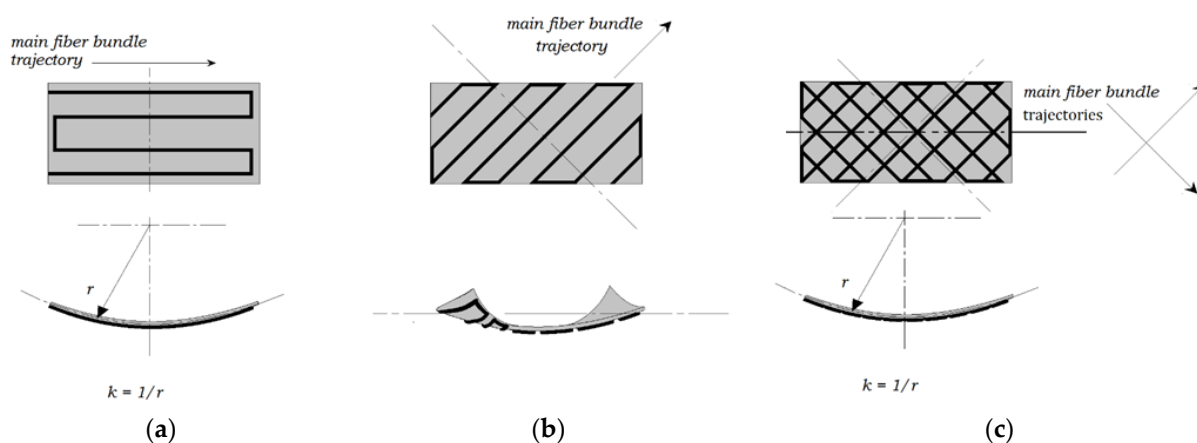 main fiber bundle
trajectory
main fiber bundle
trajectory
main fiber bundle
trajectories
r
r
k = 1/r
k = 1/r
(a)
(b)
(c)